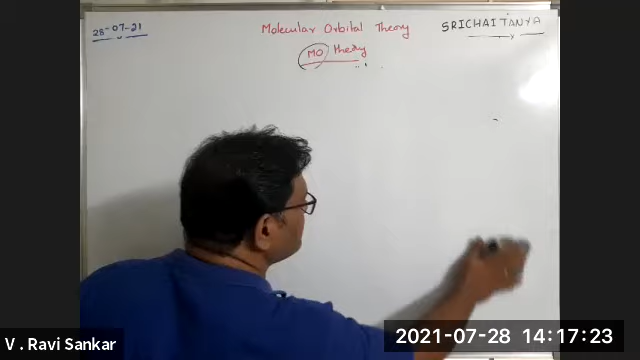 28-07-21
Molecular Orbital Theory
SRICHAITANYA
MO theory
V . Ravi Sankar
2021-07-28 14:17:23